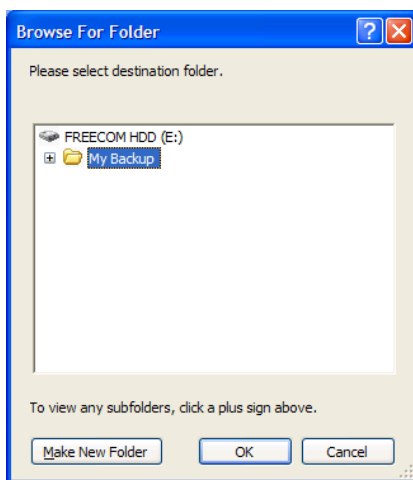 Browse For Folder
Please select destination folder.
FREECOM HDD (E:)
My Backup
To view any subfolders, click a plus sign above.
Make New Folder
OK
Cancel